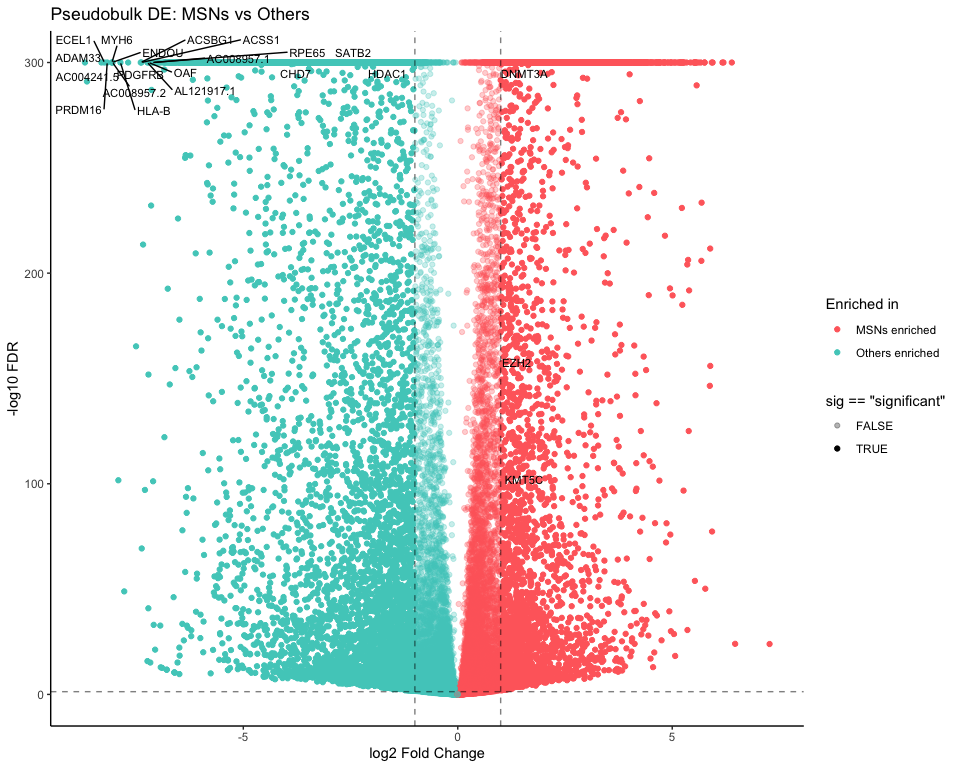 Pseudobulk DE: MSNs vs Others
ECEL1 MYH6 ACSBG1 ACSS1
ENDOU RPE65 SATB2
ADAM33 AC008957.1
300
AC004241.5 PDGFRB OAF CHD7 HDAC1 DNMT3A
AC008957.2 AL121917.1
PRDM16 HLA-B
200
-log10 FDR
EZH2
KMT5C
100
0
-5 0 5
log2 Fold Change
Enriched in
MSNs enriched
Others enriched
sig == "significant"
FALSE
TRUE